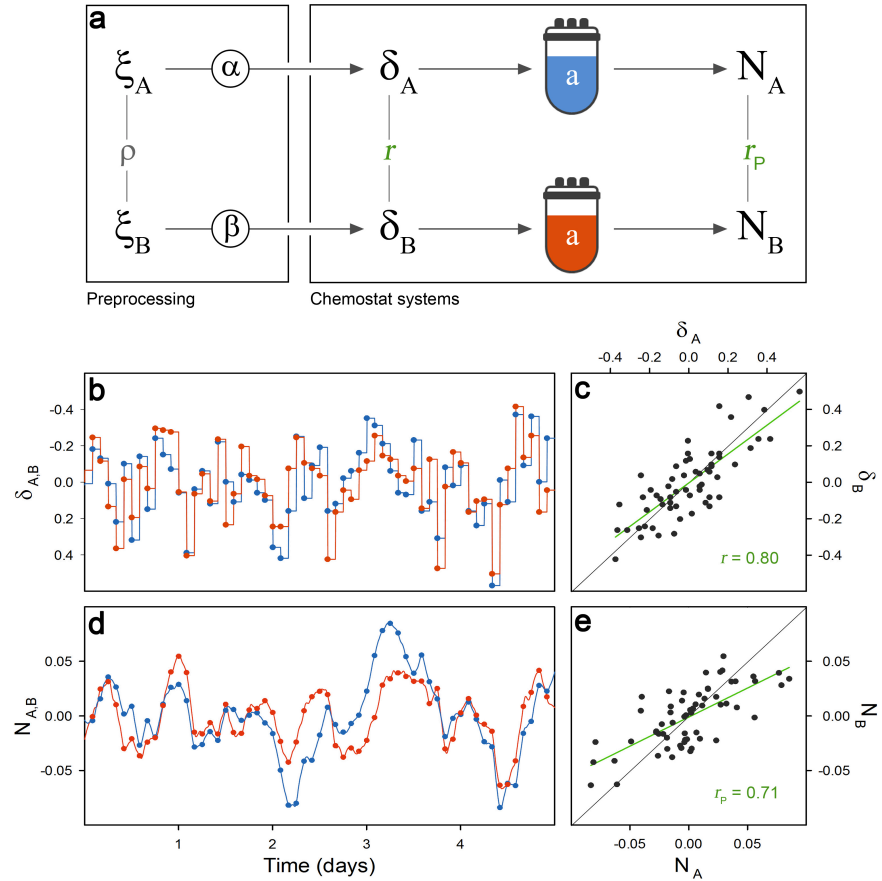 a
ξA α δA a NA
ρ r rP
ξB β δB a NB
Preprocessing Chemostat systems
δA
-0.4 -0.2 0.0 0.2 0.4
b
-0.4
-0.2
0.0
0.2
0.4
δA,B
c
0.4
0.2
0.0
-0.2
-0.4
δB
r = 0.80
d
0.05
0.00
-0.05
NA,B
1 2 3 4
Time (days)
e
0.05
0.00
-0.05
NB
rP = 0.71
-0.05 0.00 0.05
NA